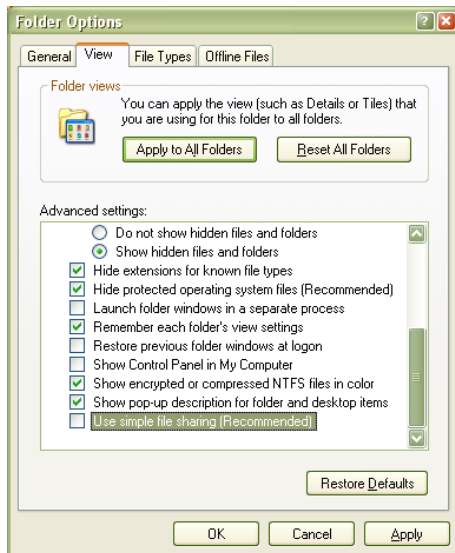 Folder Options
General View File Types Offline Files
Folder views
You can apply the view (such as Details or Tiles) that
you are using for this folder to all folders.
Apply to All Folders Reset All Folders
Advanced settings:
Do not show hidden files and folders
Show hidden files and folders
Hide extensions for known file types
Hide protected operating system files (Recommended)
Launch folder windows in a separate process
Remember each folder's view settings
Restore previous folder windows at logon
Show Control Panel in My Computer
Show encrypted or compressed NTFS files in color
Show pop-up description for folder and desktop items
Use simple file sharing (Recommended)
Restore Defaults
OK Cancel Apply